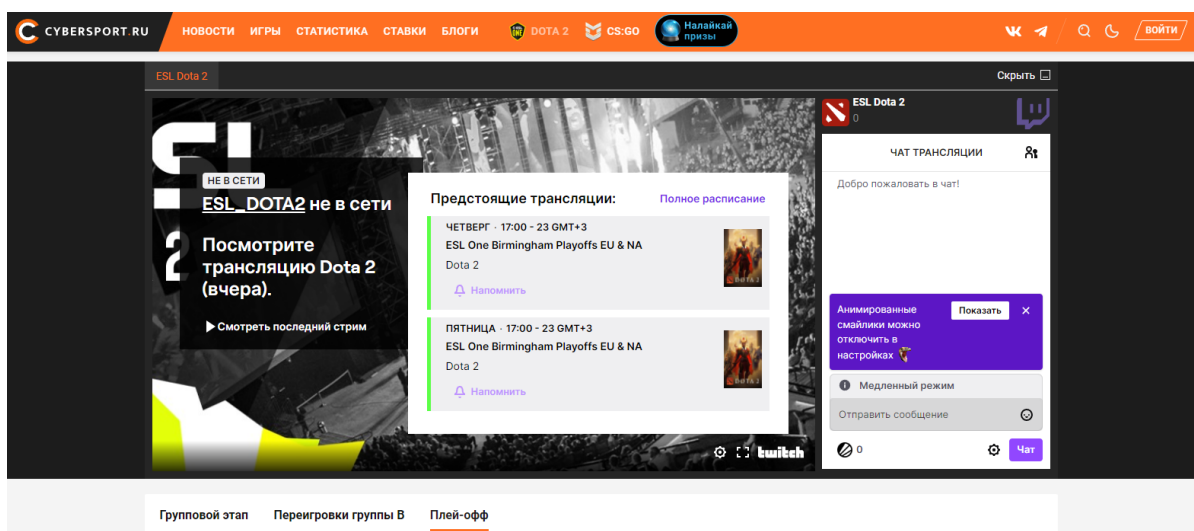 CYBERSPORT.RU
НОВОСТИ ИГРЫ СТАТИСТИКА СТАВКИ БЛОГИ DOTA 2 CS:GO Налайкай призы ВОЙТИ
ESL Dota 2 Скрыть
ESL Dota 2
0
НЕ В СЕТИ
ESL_DOTA2 не в сети
Посмотрите
трансляцию Dota 2
(вчера).
Смотреть последний стрим
Предстоящие трансляции: Полное расписание
ЧЕТВЕРГ · 17:00 - 23 GMT+3
ESL One Birmingham Playoffs EU & NA
Dota 2
Напомнить
ПЯТНИЦА · 17:00 - 23 GMT+3
ESL One Birmingham Playoffs EU & NA
Dota 2
Напомнить
twitch
ЧАТ ТРАНСЛЯЦИИ
Добро пожаловать в чат!
Анимированные
смайлики можно
отключить в
настройках
Показать
Медленный режим
Отправить сообщение
0
Чат
Групповой этап Переигровки группы B Плей-офф